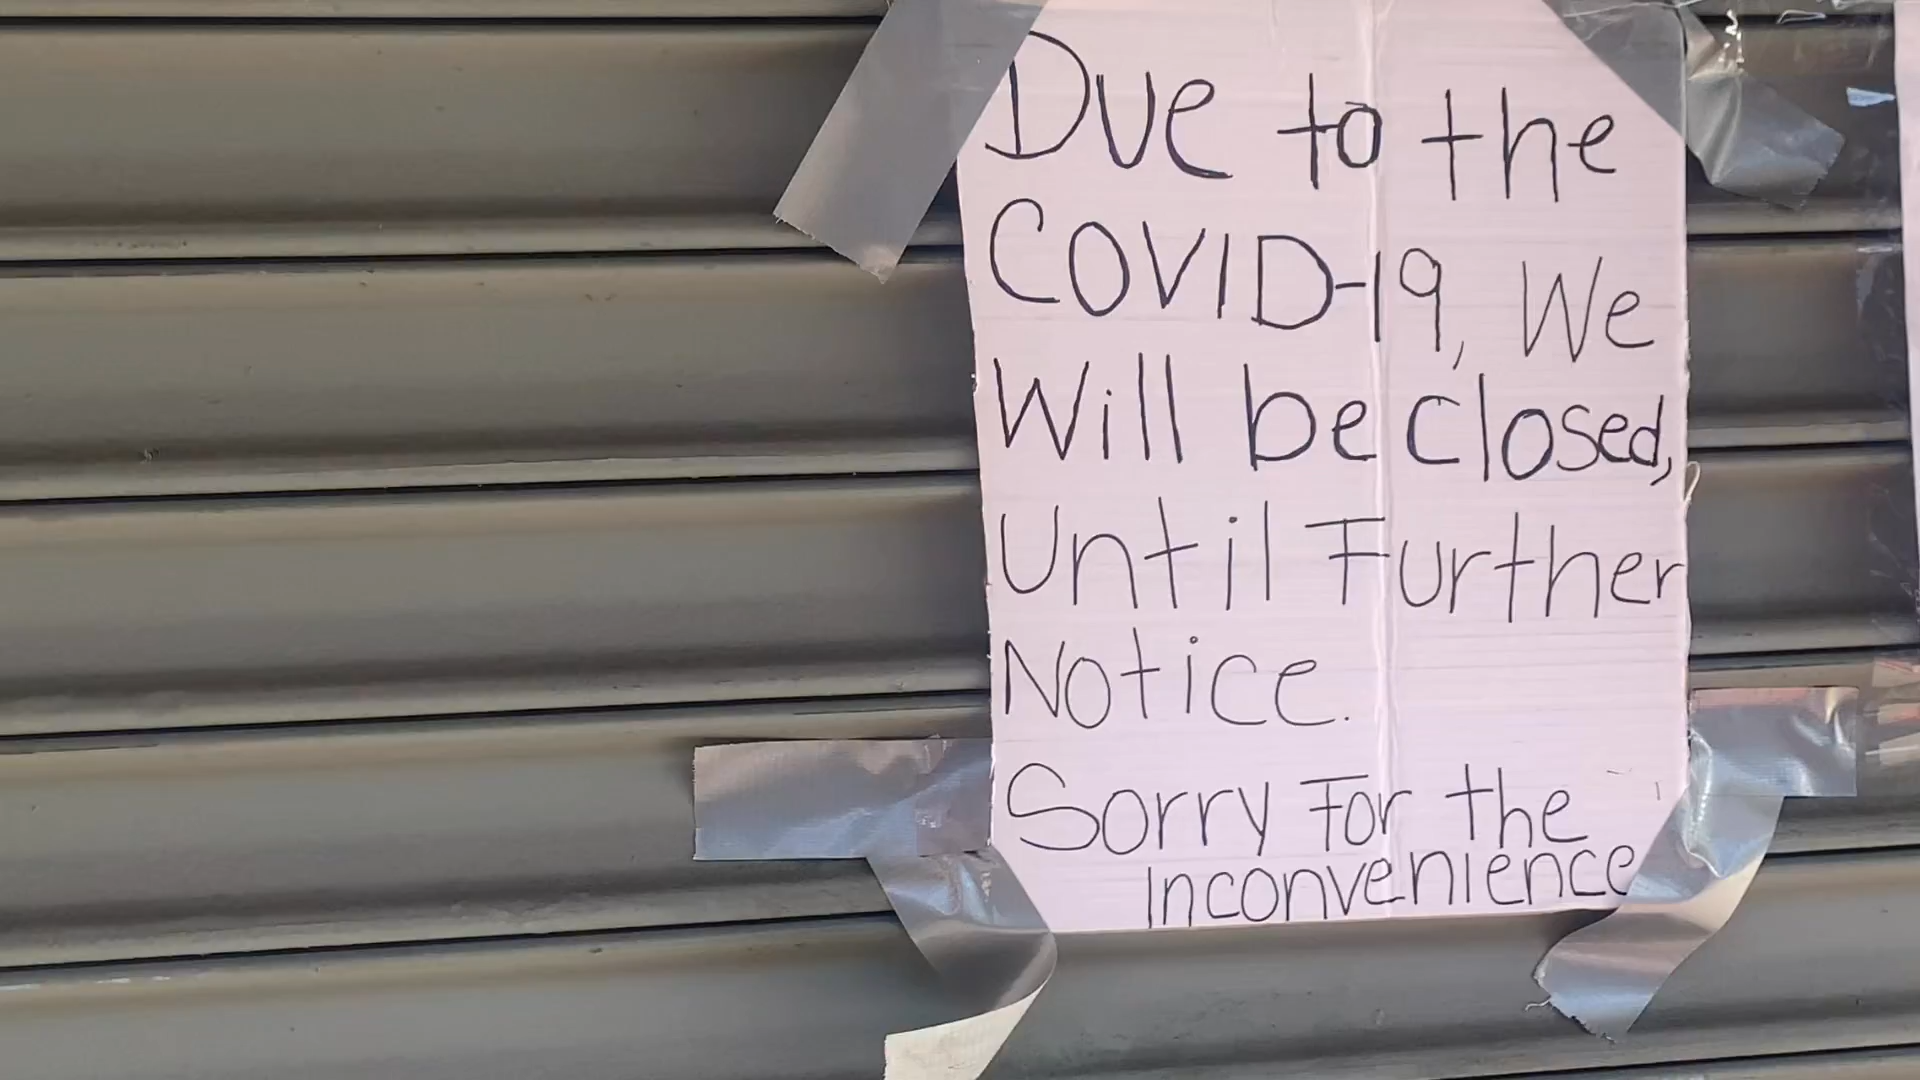 Due to the
COVID-19, We
Will be closed,
Until Further
Notice.
Sorry For the
Inconvenience